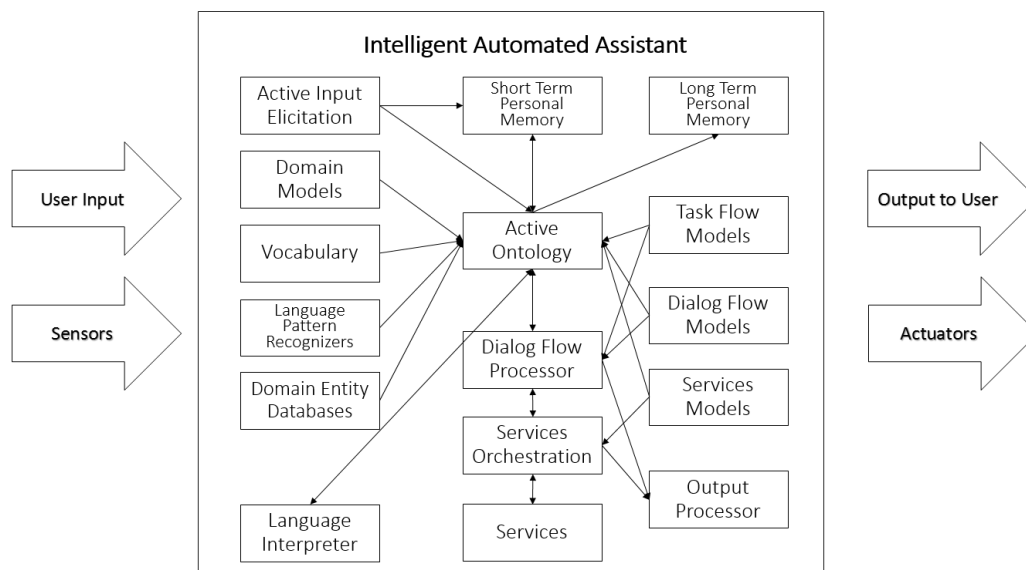 Intelligent Automated Assistant
Active Input
Elicitation
Short Term
Personal
Memory
Long Term
Personal
Memory
User Input
Domain
Models
Active
Ontology
Task Flow
Models
Output to User
Vocabulary
Sensors
Language
Pattern
Recognizers
Dialog Flow
Processor
Dialog Flow
Models
Actuators
Domain Entity
Databases
Services
Orchestration
Services
Models
Language
Interpreter
Services
Output
Processor